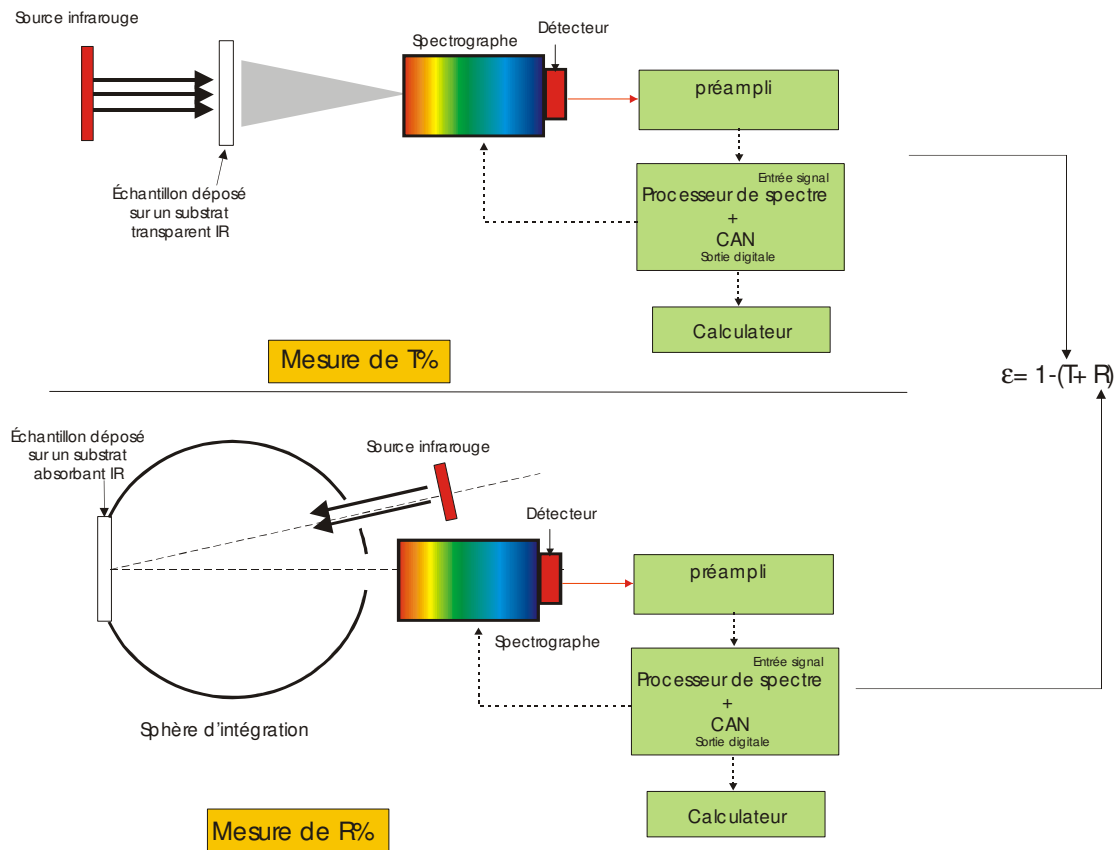 Source infrarouge
Spectrographe
Détecteur
préampli
Entrée signal
Processeur de spectre
+
CAN
Sortie digitale
Calculateur
Échantillon déposé
sur un substrat
transparent IR
Mesure de T%
ε= 1-(T+ R)
Échantillon déposé
sur un substrat
absorbant IR
Source infrarouge
Détecteur
Spectrographe
préampli
Entrée signal
Processeur de spectre
+
CAN
Sortie digitale
Calculateur
Sphère d'intégration
Mesure de R%